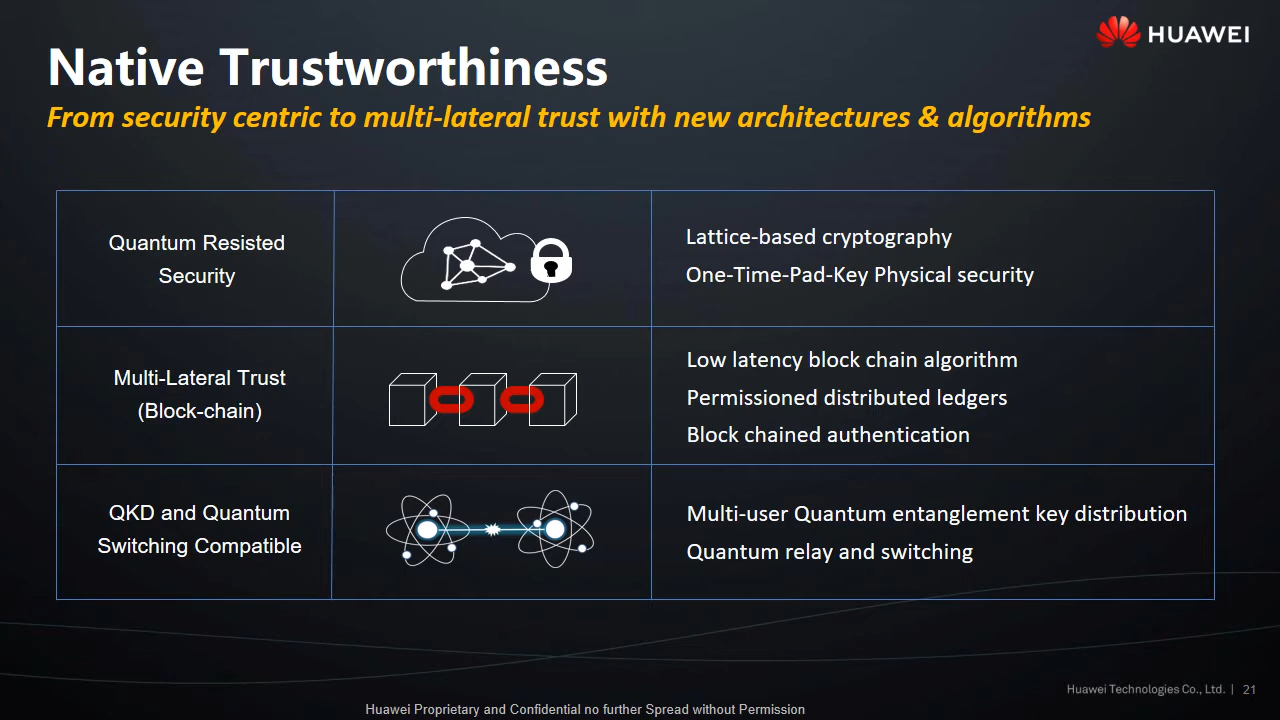 HUAWEI
Native Trustworthiness
From security centric to multi-lateral trust with new architectures & algorithms
Quantum Resisted
Security
Lattice-based cryptography
One-Time-Pad-Key Physical security
Multi-Lateral Trust
(Block-chain)
Low latency block chain algorithm
Permissioned distributed ledgers
Block chained authentication
QKD and Quantum
Switching Compatible
Multi-user Quantum entanglement key distribution
Quantum relay and switching
Huawei Technologies Co., Ltd. | 21
Huawei Proprietary and Confidential no further Spread without Permission